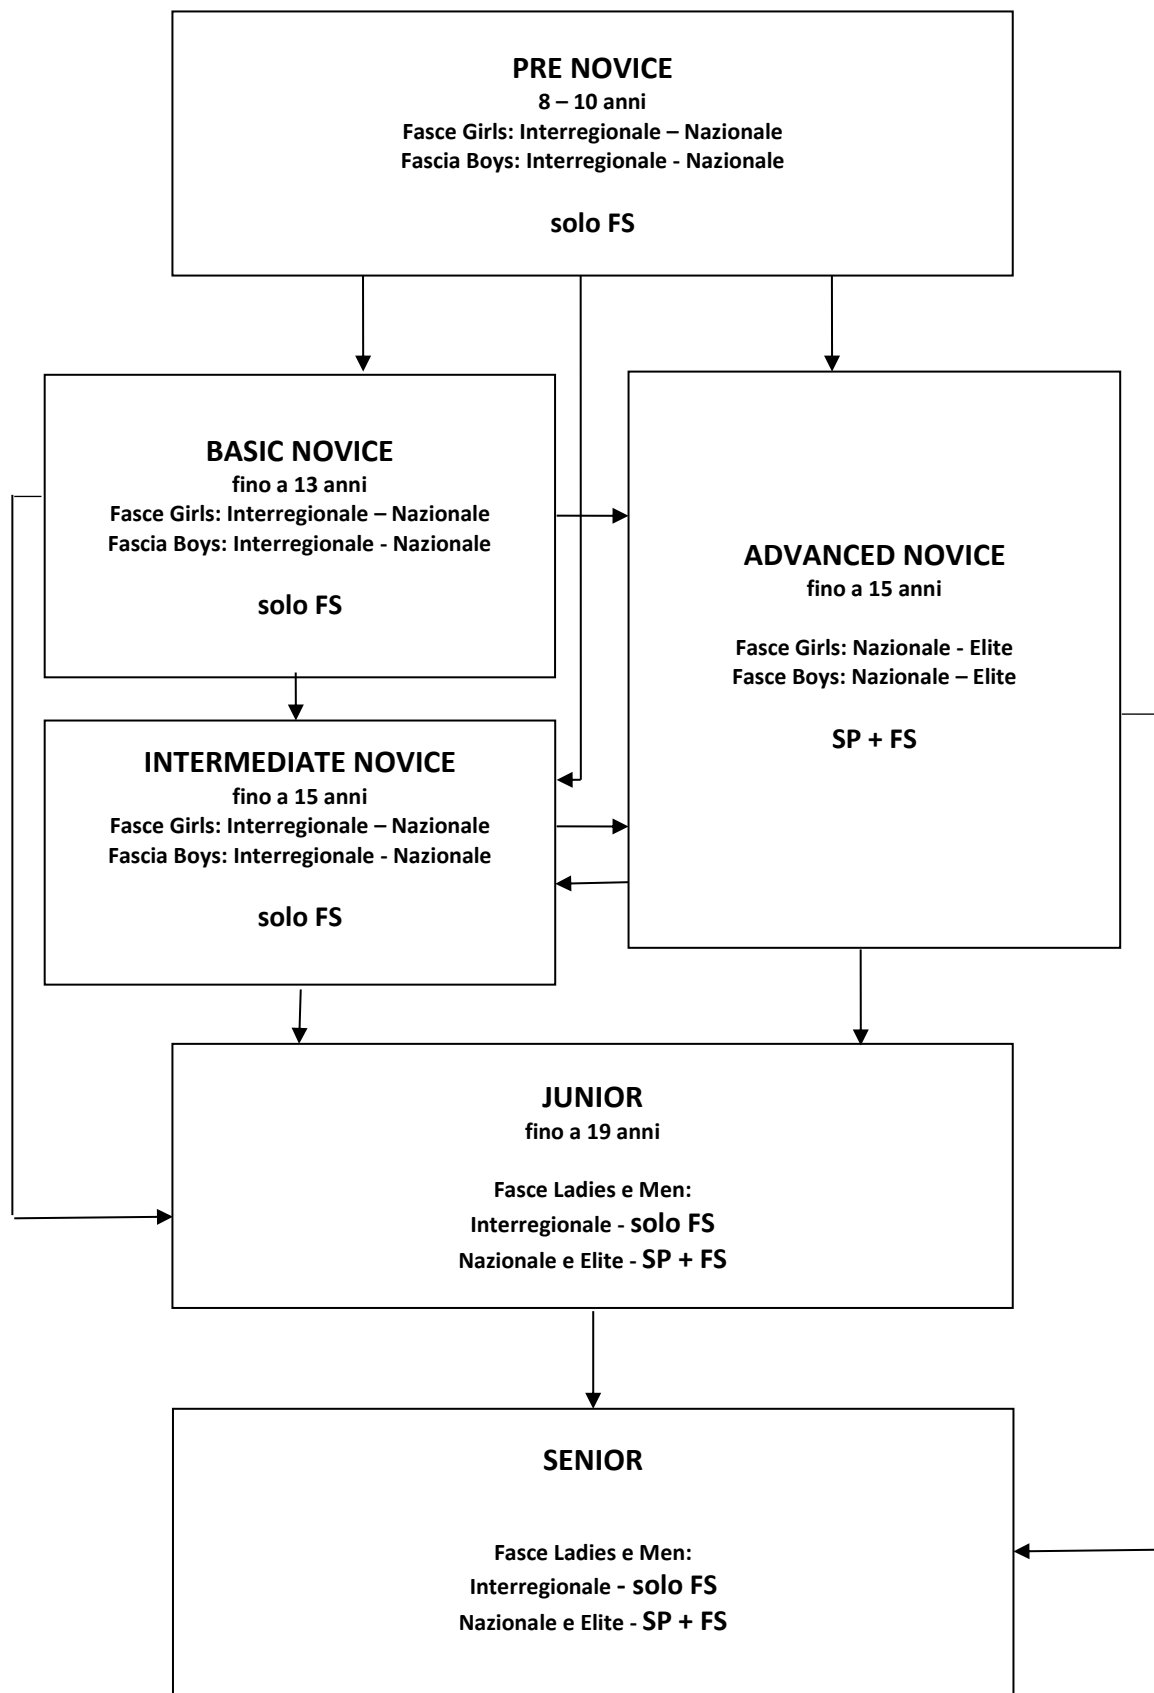 PRE NOVICE
8 – 10 anni
Fasce Girls: Interregionale – Nazionale
Fascia Boys: Interregionale - Nazionale
solo FS
BASIC NOVICE
fino a 13 anni
Fasce Girls: Interregionale – Nazionale
Fascia Boys: Interregionale - Nazionale
solo FS
ADVANCED NOVICE
fino a 15 anni
Fasce Girls: Nazionale - Elite
Fasce Boys: Nazionale – Elite
SP + FS
INTERMEDIATE NOVICE
fino a 15 anni
Fasce Girls: Interregionale – Nazionale
Fascia Boys: Interregionale - Nazionale
solo FS
JUNIOR
fino a 19 anni
Fasce Ladies e Men:
Interregionale - solo FS
Nazionale e Elite - SP + FS
SENIOR
Fasce Ladies e Men:
Interregionale - solo FS
Nazionale e Elite - SP + FS